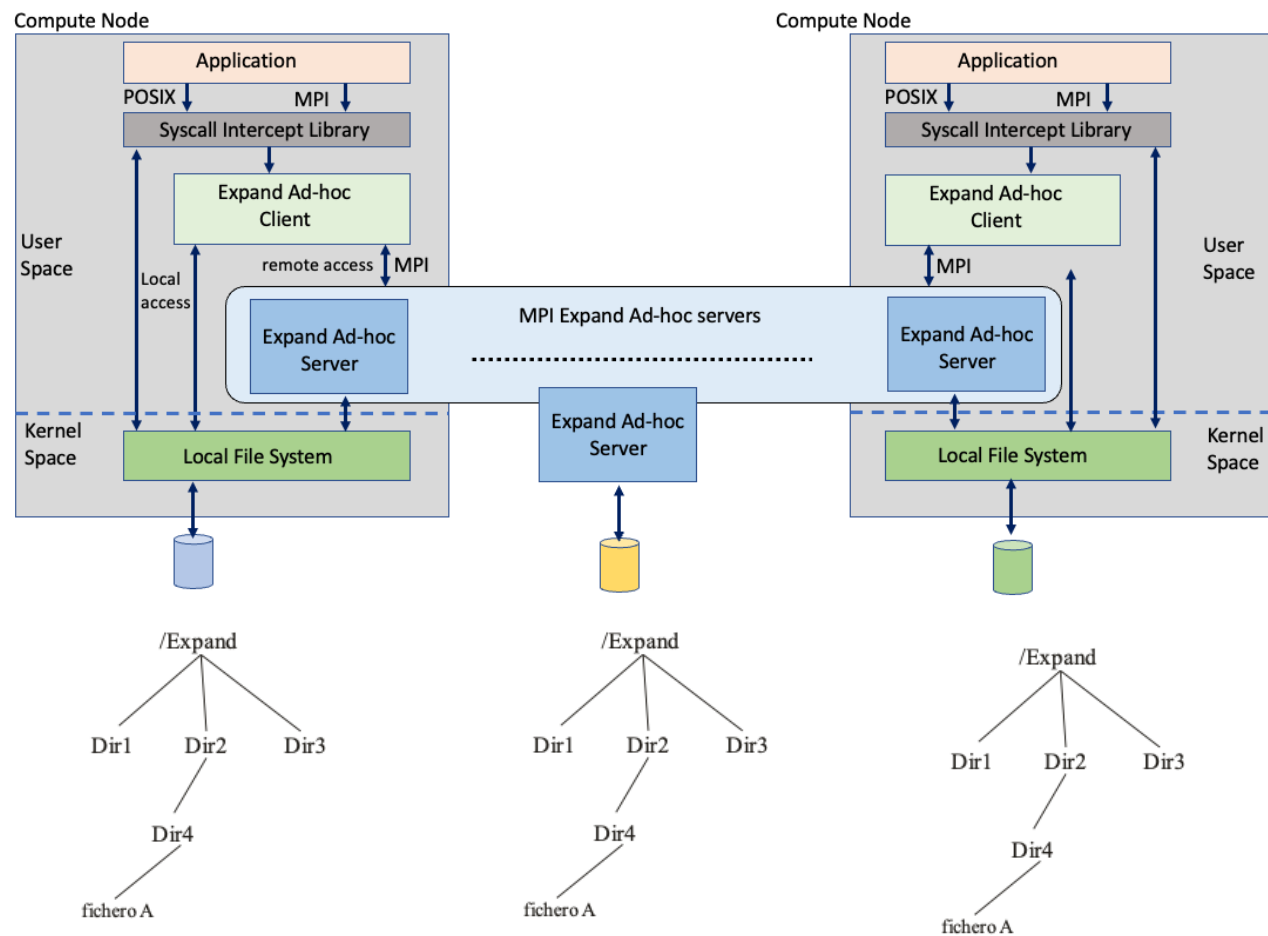 Compute Node
Compute Node
Application
POSIX
MPI
Syscall Intercept Library
Expand Ad-hoc
Client
User
Space
Local
access
remote access
MPI
Application
POSIX
MPI
Syscall Intercept Library
Expand Ad-hoc
Client
User
Space
MPI
MPI Expand Ad-hoc servers
Expand Ad-hoc
Server
Expand Ad-hoc
Server
Expand Ad-hoc
Server
Kernel
Space
Local File System
Local File System
Kernel
Space
/Expand
Dir1
Dir2
Dir3
Dir4
fichero A
/Expand
Dir1
Dir2
Dir3
Dir4
fichero A
/Expand
Dir1
Dir2
Dir3
Dir4
fichero A